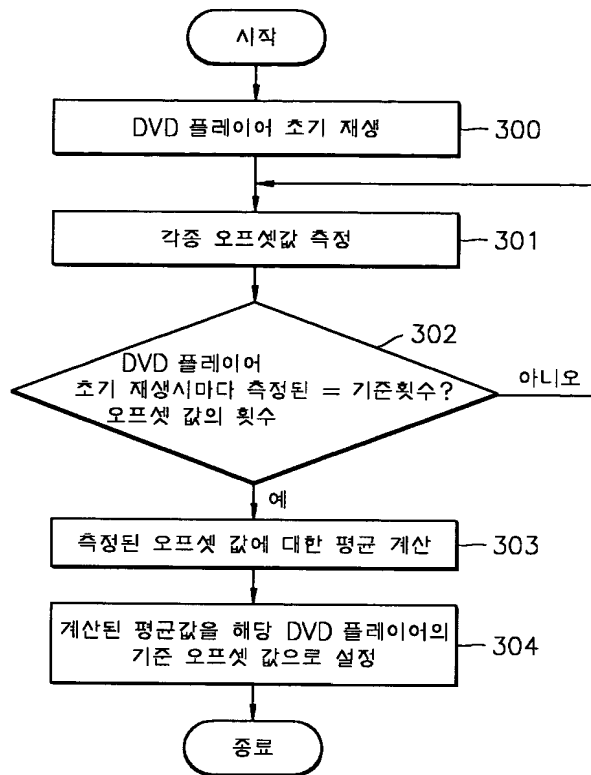 시작
DVD 플레이어 초기 재생
300
각종 오프셋값 측정
301
302
DVD 플레이어
초기 재생시마다 측정된 = 기준횟수?
오프셋 값의 횟수
아니오
예
측정된 오프셋 값에 대한 평균 계산
303
계산된 평균값을 해당 DVD 플레이어의
기준 오프셋 값으로 설정
304
종료